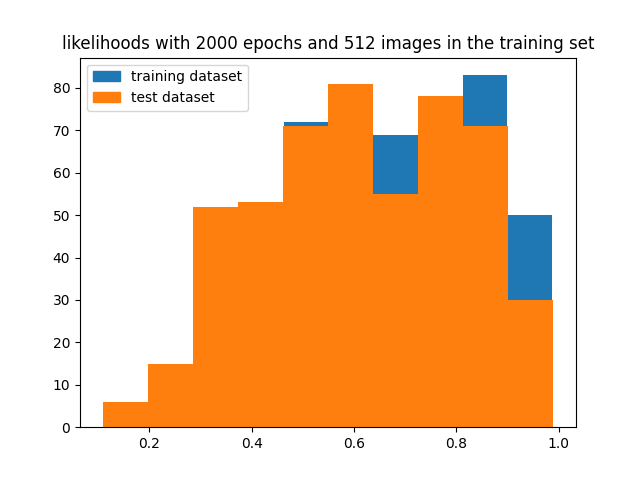 likelihoods with 2000 epochs and 512 images in the training set
training dataset
test dataset
80
70
60
50
40
30
20
10
0
0.2 0.4 0.6 0.8 1.0